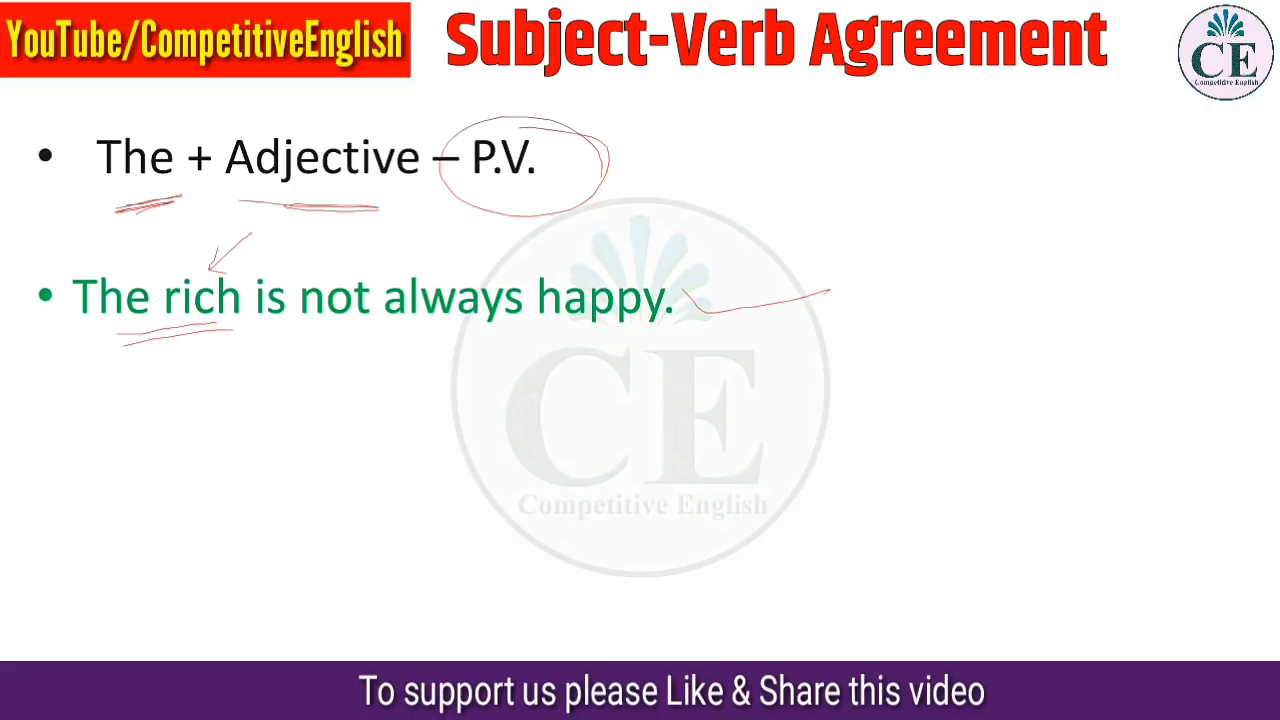 YouTube/CompetitiveEnglish
Subject-Verb Agreement
CE
Competitive English
• The + Adjective – P.V.
• The rich is not always happy.
CE
Competitive English
To support us please Like & Share this video